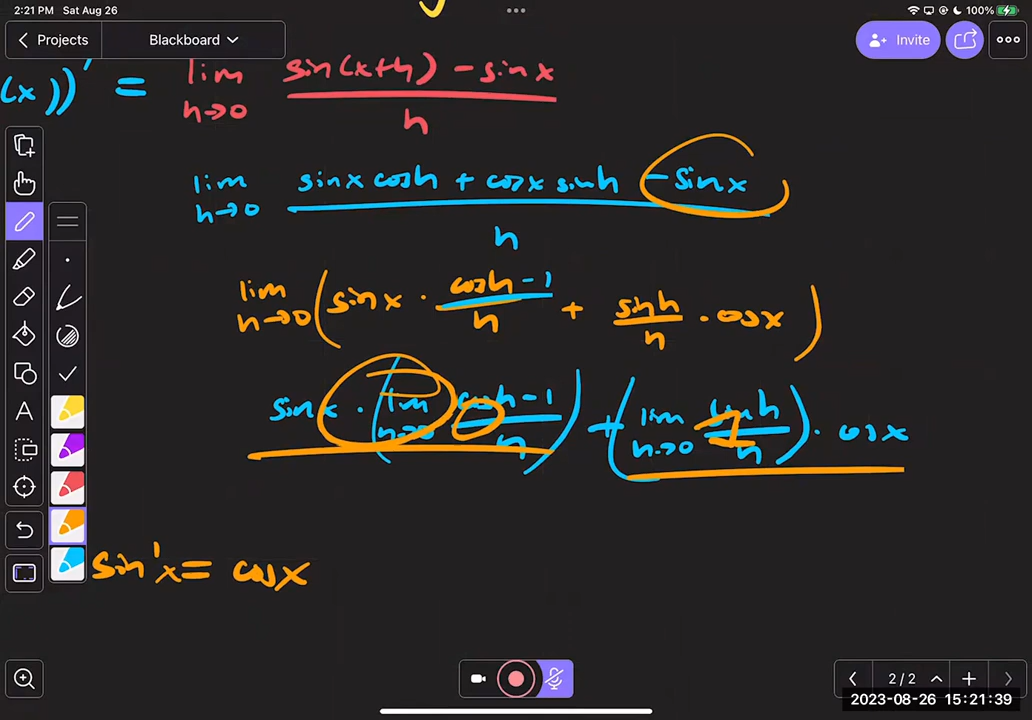 2:21 PM Sat Aug 26
100%
Projects
Blackboard
Invite
(x))' = lim h→0 sin(x+h) - sinx / h
lim h→0 sinx cosh + cosx sinh - sinx / h
lim h→0 (sinx · cosh - 1 / h + sinh / h · cosx)
sinx · (lim h→0 cosh - 1 / h) + (lim h→0 sinh / h) · cosx
sin'x = cosx
2/2
2023-08-26 15:21:39